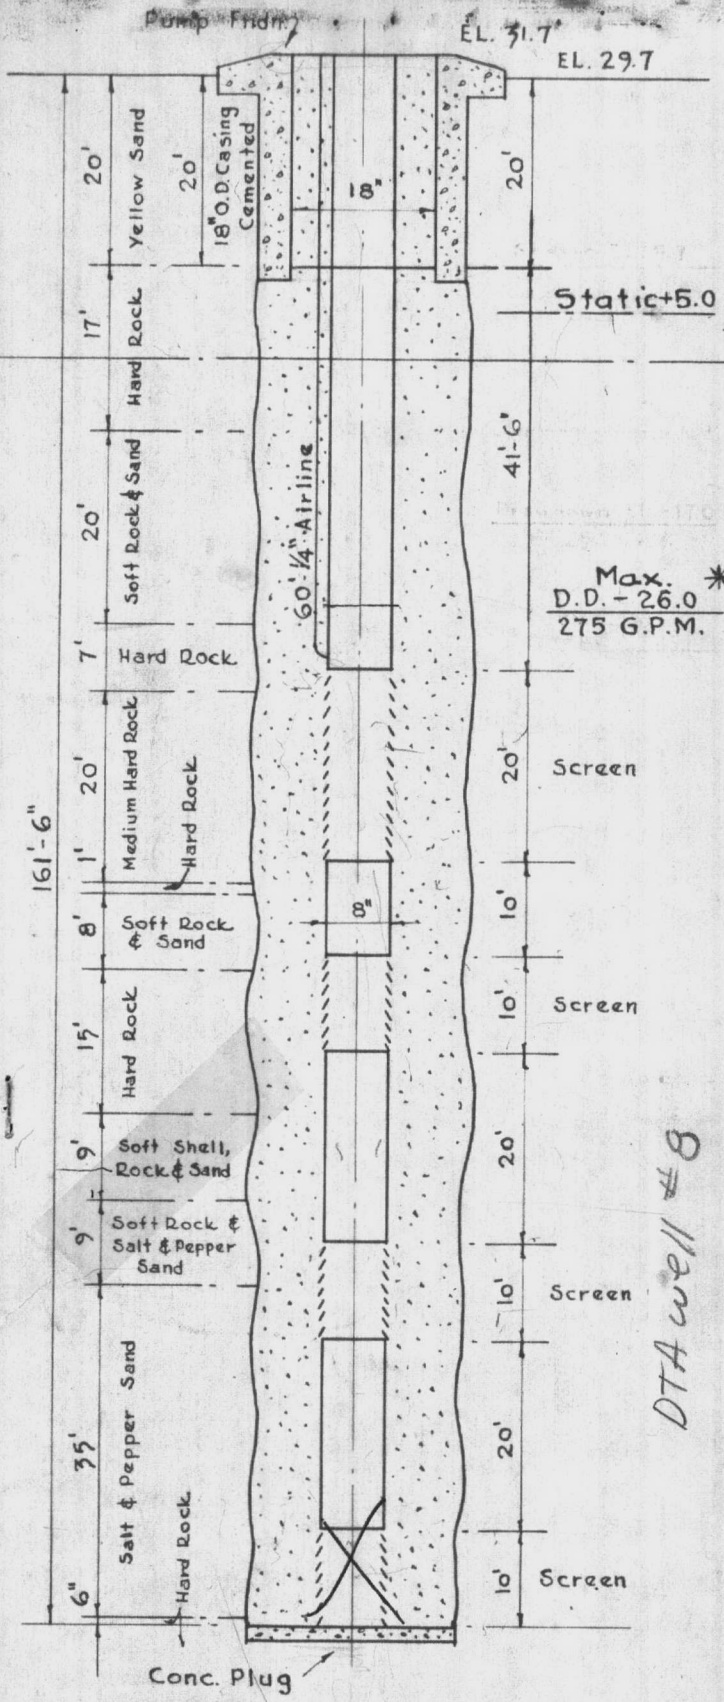 Pump Fndn.
EL. 31.7
EL. 29.7
20'
Yellow Sand
20'
18" O.D. Casing
Cemented
18"
20'
17'
Hard Rock
Static +5.0
41'-6"
20'
Soft Rock & Sand
60'-1/4" Airline
Max. *
D.D. - 26.0
275 G.P.M.
7'
Hard Rock
20'
Medium Hard Rock
20'
Screen
161'-6"
1'
Hard Rock
8'
Soft Rock
& Sand
8"
10'
15'
Hard Rock
10'
Screen
9'
Soft Shell,
Rock & Sand
20'
DTA well #8
9'
Soft Rock &
Salt & Pepper
Sand
10'
Screen
35'
Salt & Pepper Sand
20'
6"
Hard Rock
10'
Screen
Conc. Plug